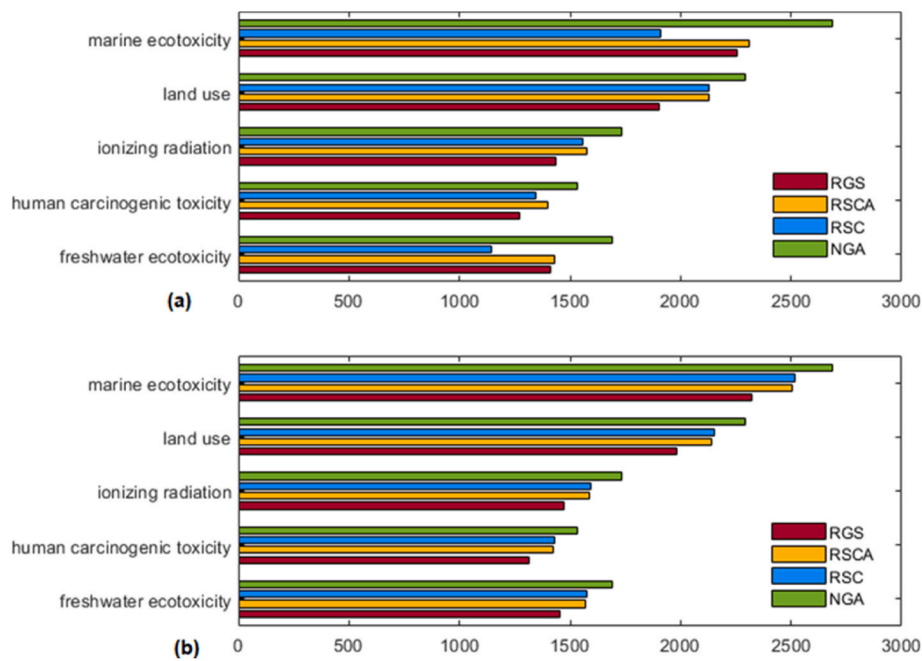 marine ecotoxicity
land use
ionizing radiation
human carcinogenic toxicity
freshwater ecotoxicity
RGS
RSCA
RSC
NGA
(a)
0 500 1000 1500 2000 2500 3000
marine ecotoxicity
land use
ionizing radiation
human carcinogenic toxicity
freshwater ecotoxicity
RGS
RSCA
RSC
NGA
(b)
0 500 1000 1500 2000 2500 3000